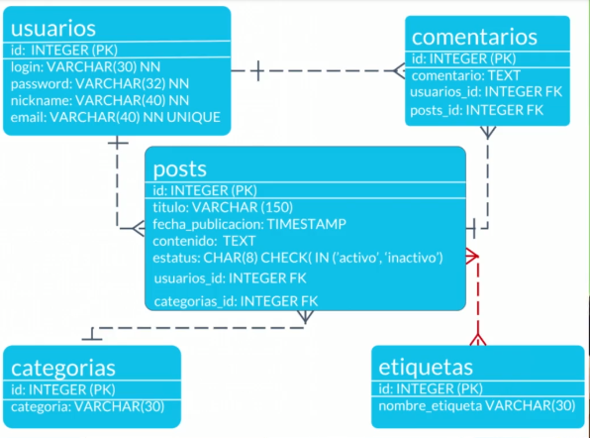 usuarios
id: INTEGER (PK)
login: VARCHAR(30) NN
password: VARCHAR(32) NN
nickname: VARCHAR(40) NN
email: VARCHAR(40) NN UNIQUE
comentarios
id: INTEGER (PK)
comentario: TEXT
usuarios_id: INTEGER FK
posts_id: INTEGER FK
posts
id: INTEGER (PK)
titulo: VARCHAR (150)
fecha_publicacion: TIMESTAMP
contenido: TEXT
estatus: CHAR(8) CHECK( IN ('activo', 'inactivo')
usuarios_id: INTEGER FK
categorias_id: INTEGER FK
categorias
id: INTEGER (PK)
categoria: VARCHAR(30)
etiquetas
id: INTEGER (PK)
nombre_etiqueta VARCHAR(30)